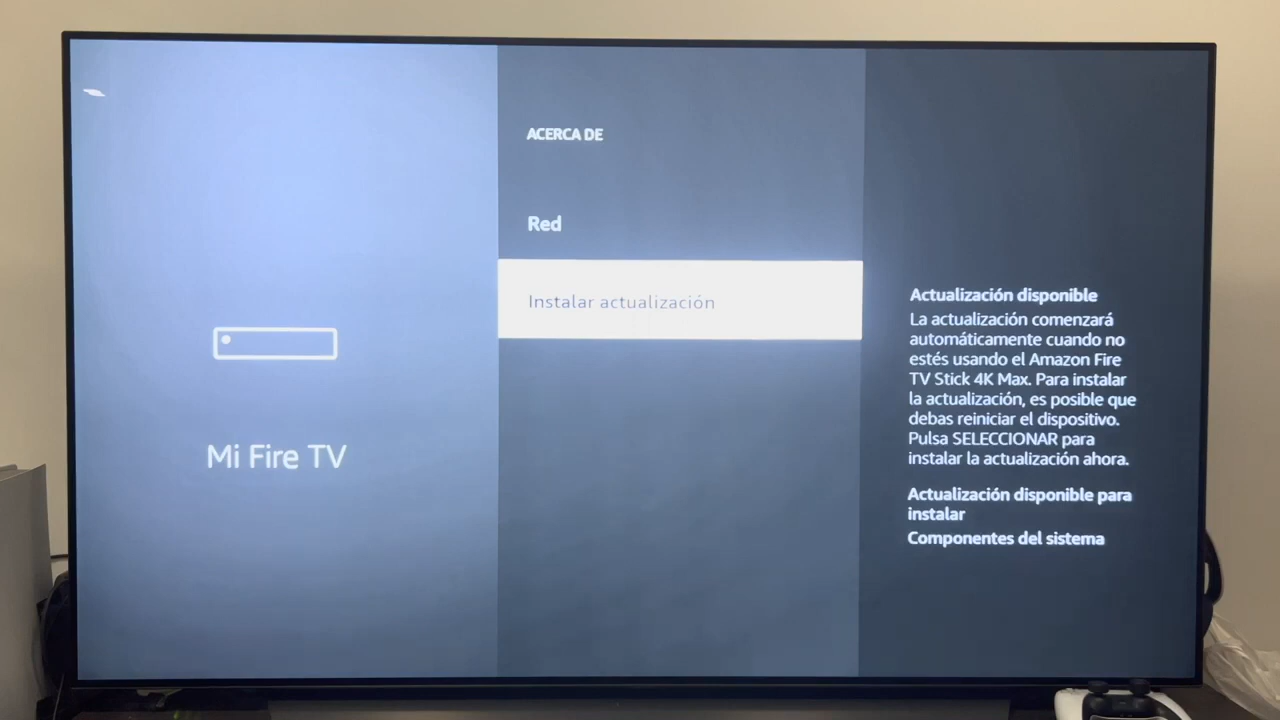 ACERCA DE
Red
Instalar actualización
Mi Fire TV
Actualización disponible
La actualización comenzará
automáticamente cuando no
estés usando el Amazon Fire
TV Stick 4K Max. Para instalar
la actualización, es posible que
debas reiniciar el dispositivo.
Pulsa SELECCIONAR para
instalar la actualización ahora.
Actualización disponible para
instalar
Componentes del sistema